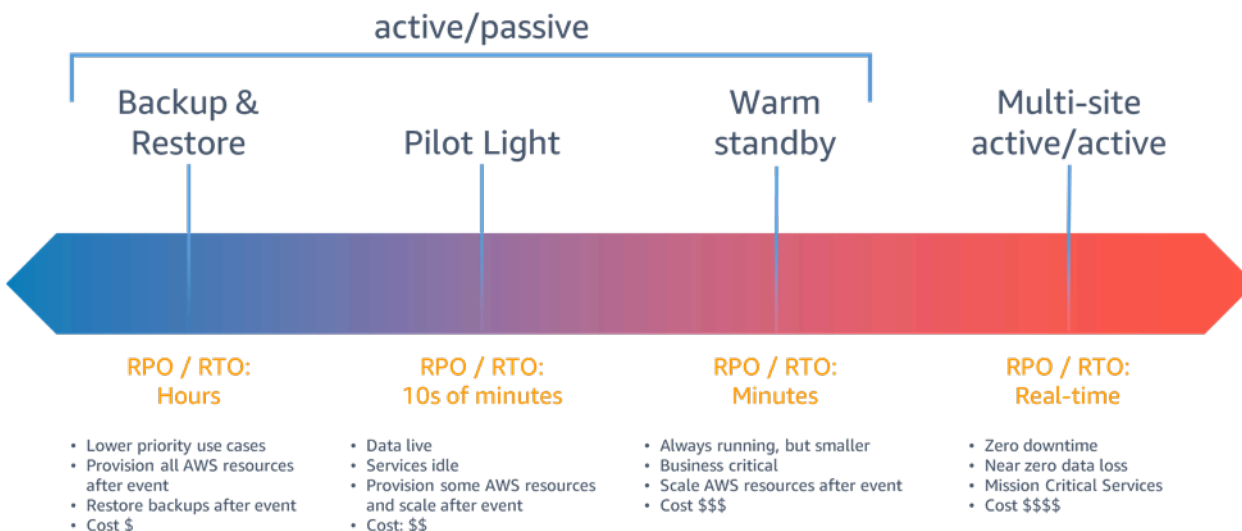 active/passive
Backup &
Restore
Pilot Light
Warm
standby
Multi-site
active/active
RPO / RTO:
Hours
RPO / RTO:
10s of minutes
RPO / RTO:
Minutes
RPO / RTO:
Real-time
• Lower priority use cases
• Provision all AWS resources
after event
• Restore backups after event
• Cost $
• Data live
• Services idle
• Provision some AWS resources
and scale after event
• Cost: $$
• Always running, but smaller
• Business critical
• Scale AWS resources after event
• Cost $$$
• Zero downtime
• Near zero data loss
• Mission Critical Services
• Cost $$$$